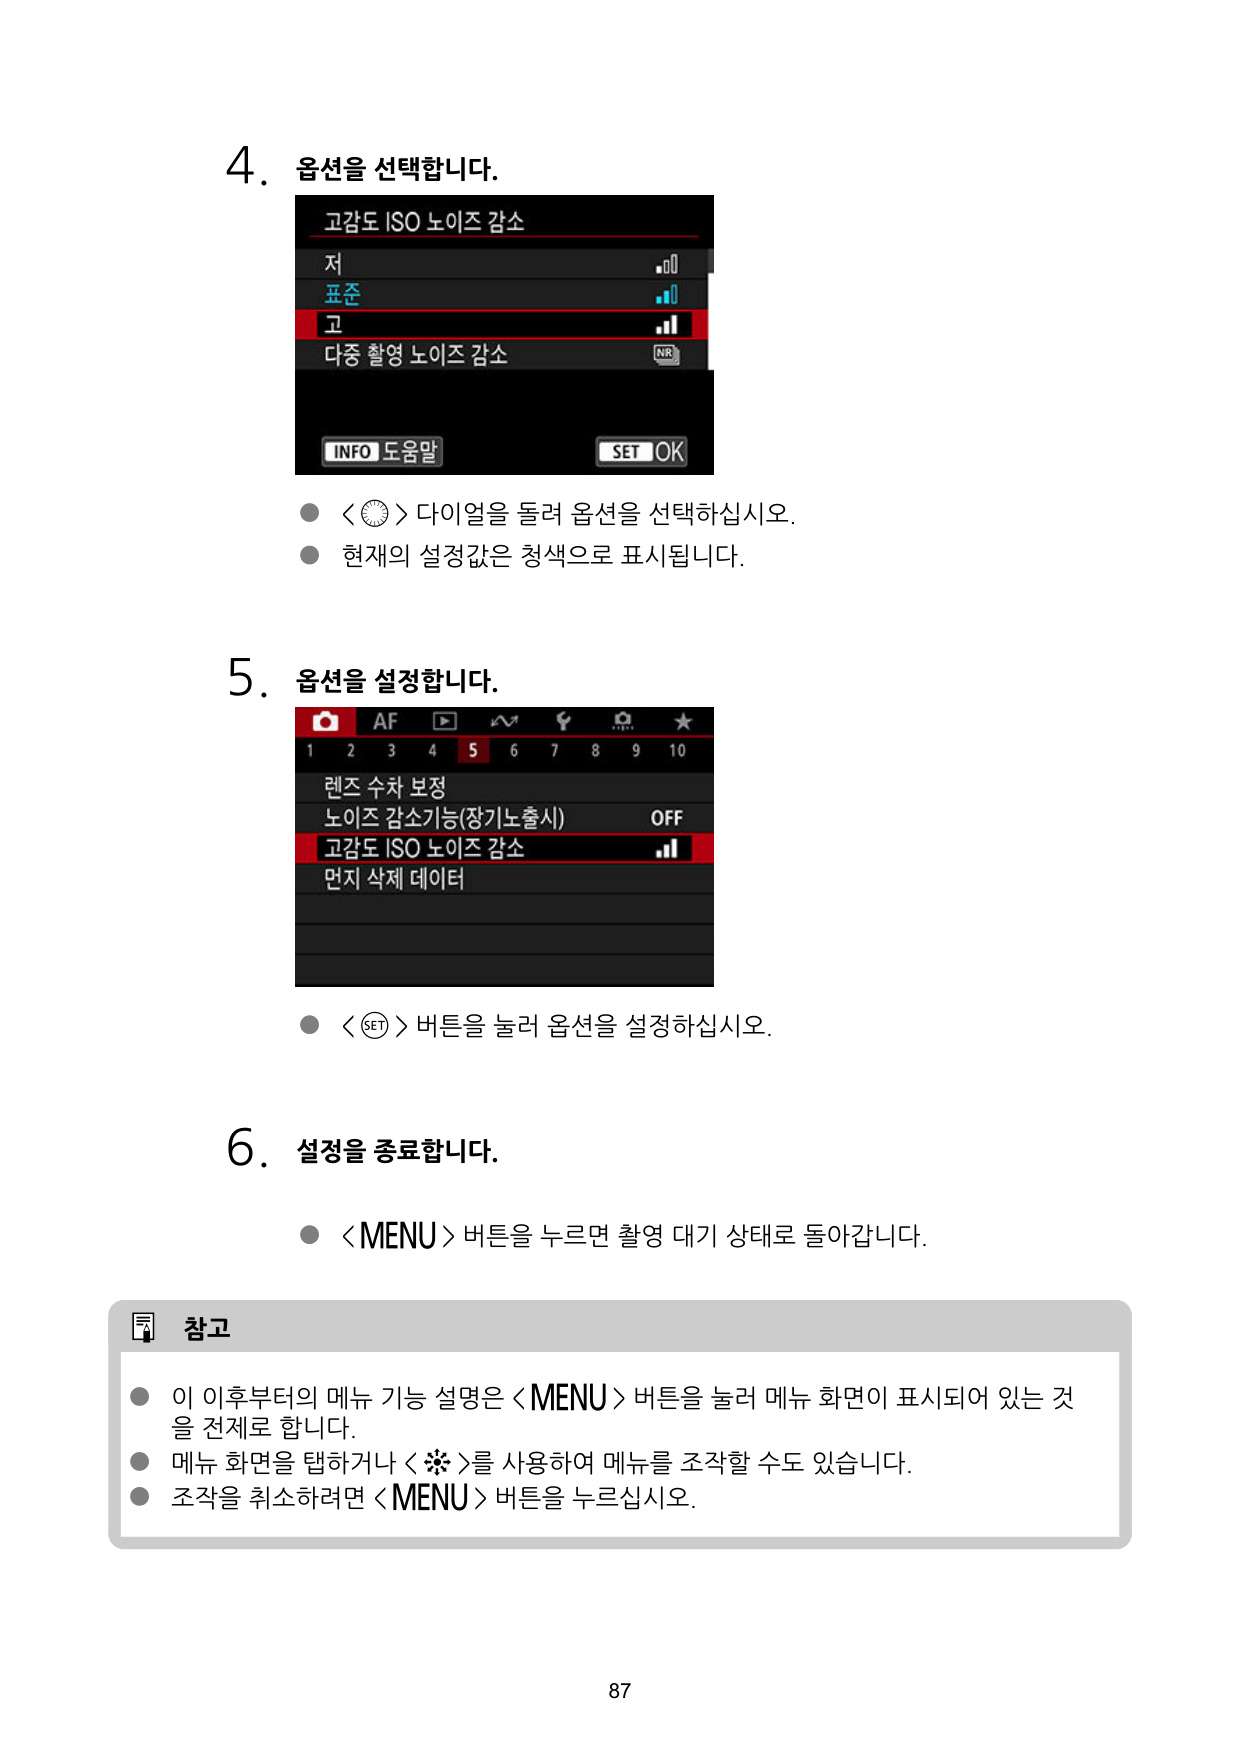 4. 옵션을 선택합니다.
고감도 ISO 노이즈 감소
저
표준
고
다중 촬영 노이즈 감소 NR
INFO 도움말 SET OK
● < > 다이얼을 돌려 옵션을 선택하십시오.
● 현재의 설정값은 청색으로 표시됩니다.
5. 옵션을 설정합니다.
AF
1 2 3 4 5 6 7 8 9 10
렌즈 수차 보정
노이즈 감소기능(장기노출시) OFF
고감도 ISO 노이즈 감소
먼지 삭제 데이터
● < SET > 버튼을 눌러 옵션을 설정하십시오.
6. 설정을 종료합니다.
● < MENU > 버튼을 누르면 촬영 대기 상태로 돌아갑니다.
참고
● 이 이후부터의 메뉴 기능 설명은 < MENU > 버튼을 눌러 메뉴 화면이 표시되어 있는 것
을 전제로 합니다.
● 메뉴 화면을 탭하거나 < >를 사용하여 메뉴를 조작할 수도 있습니다.
● 조작을 취소하려면 < MENU > 버튼을 누르십시오.
87